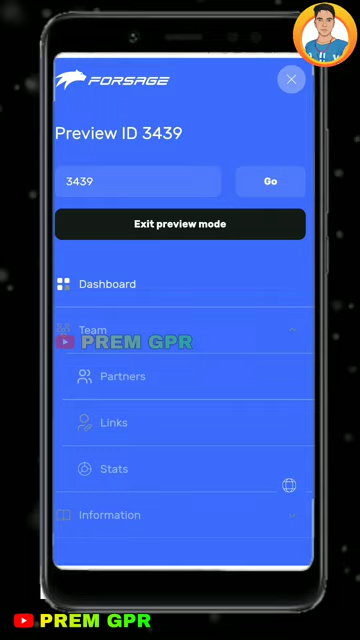 FORSAGE
Preview ID 3439
3439
Go
Exit preview mode
Dashboard
Team
PREM GPR
Partners
Links
Stats
Information
PREM GPR